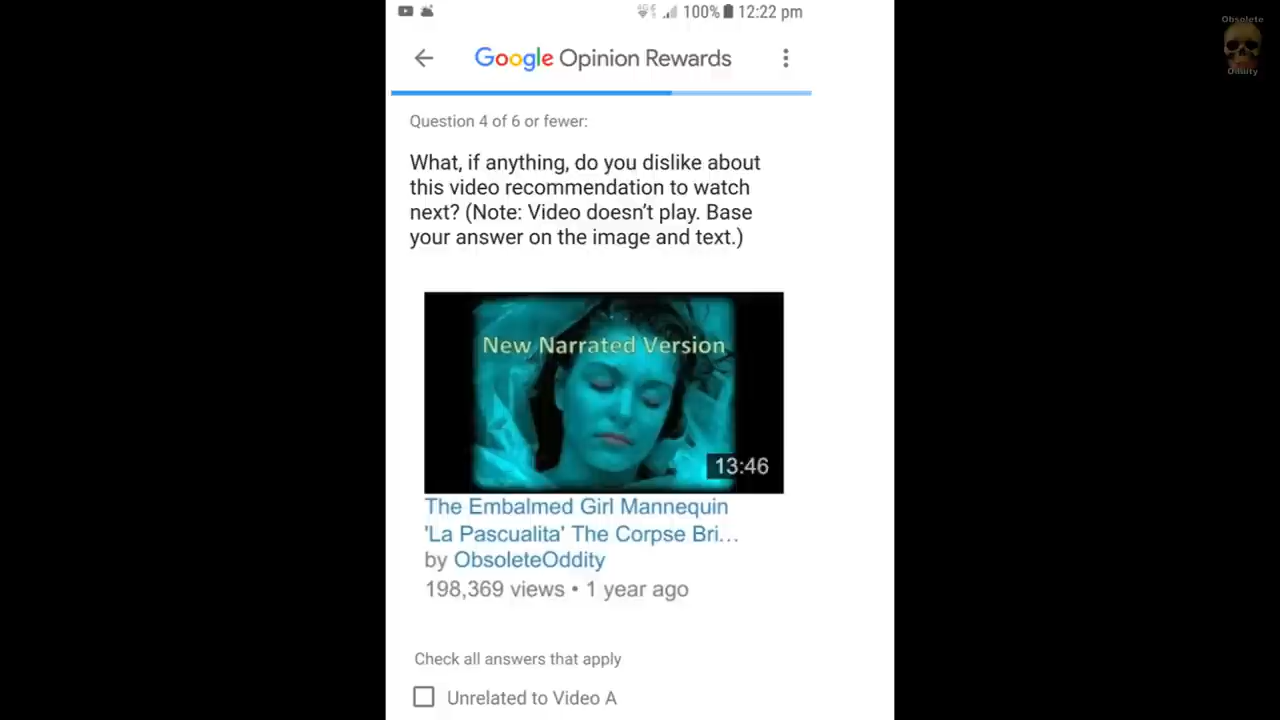 100% 12:22 pm
Obsolete
Oddity
Google Opinion Rewards
Question 4 of 6 or fewer:
What, if anything, do you dislike about
this video recommendation to watch
next? (Note: Video doesn't play. Base
your answer on the image and text.)
New Narrated Version
13:46
The Embalmed Girl Mannequin
'La Pascualita' The Corpse Bri…
by ObsoleteOddity
198,369 views • 1 year ago
Check all answers that apply
Unrelated to Video A